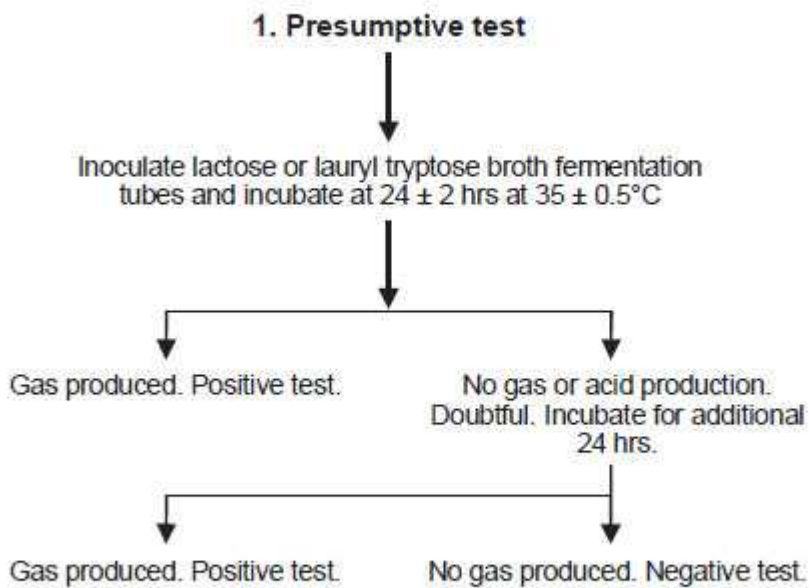 1. Presumptive test
Inoculate lactose or lauryl tryptose broth fermentation
tubes and incubate at 24 ± 2 hrs at 35 ± 0.5°C
Gas produced. Positive test.
No gas or acid production.
Doubtful. Incubate for additional
24 hrs.
Gas produced. Positive test.
No gas produced. Negative test.